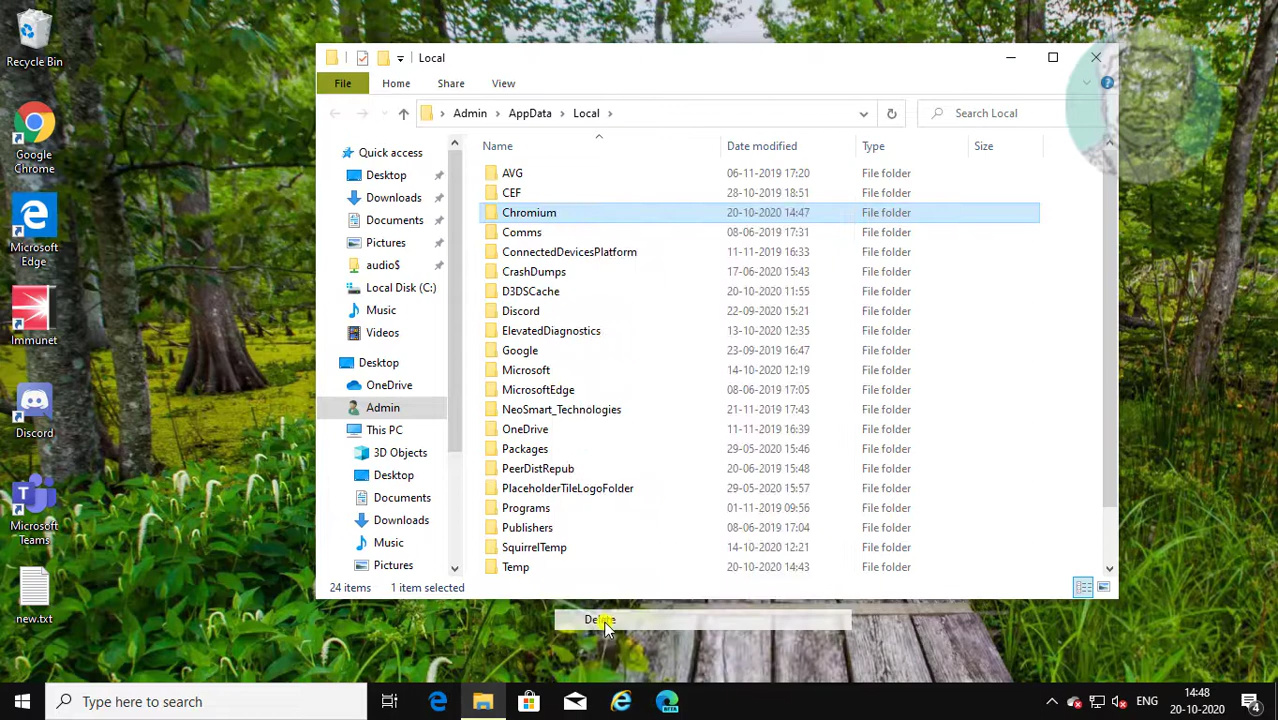 Recycle Bin
Google
Chrome
Microsoft
Edge
Immunet
Discord
Microsoft
Teams
new.txt
Local
File
Home
Share
View
Admin
AppData
Local
Search Local
Quick access
Desktop
Downloads
Documents
Pictures
audio$
Local Disk (C:)
Music
Videos
Desktop
OneDrive
Admin
This PC
3D Objects
Desktop
Documents
Downloads
Music
Pictures
Name Date modified Type Size
AVG 06-11-2019 17:20 File folder
CEF 28-10-2019 18:51 File folder
Chromium 20-10-2020 14:47 File folder
Comms 08-06-2019 17:31 File folder
ConnectedDevicesPlatform 11-11-2019 16:33 File folder
CrashDumps 17-06-2020 15:43 File folder
D3DSCache 20-10-2020 11:55 File folder
Discord 22-09-2020 15:21 File folder
ElevatedDiagnostics 13-10-2020 12:35 File folder
Google 23-09-2019 16:47 File folder
Microsoft 14-10-2020 12:19 File folder
MicrosoftEdge 08-06-2019 17:05 File folder
NeoSmart_Technologies 21-11-2019 17:43 File folder
OneDrive 11-11-2019 16:39 File folder
Packages 29-05-2020 15:46 File folder
PeerDistRepub 20-06-2019 15:48 File folder
PlaceholderTileLogoFolder 29-05-2020 15:57 File folder
Programs 01-11-2019 09:56 File folder
Publishers 08-06-2019 17:04 File folder
SquirrelTemp 14-10-2020 12:21 File folder
Temp 20-10-2020 14:43 File folder
24 items 1 item selected
Delete
Type here to search
BETA
ENG
14:48
20-10-2020
4